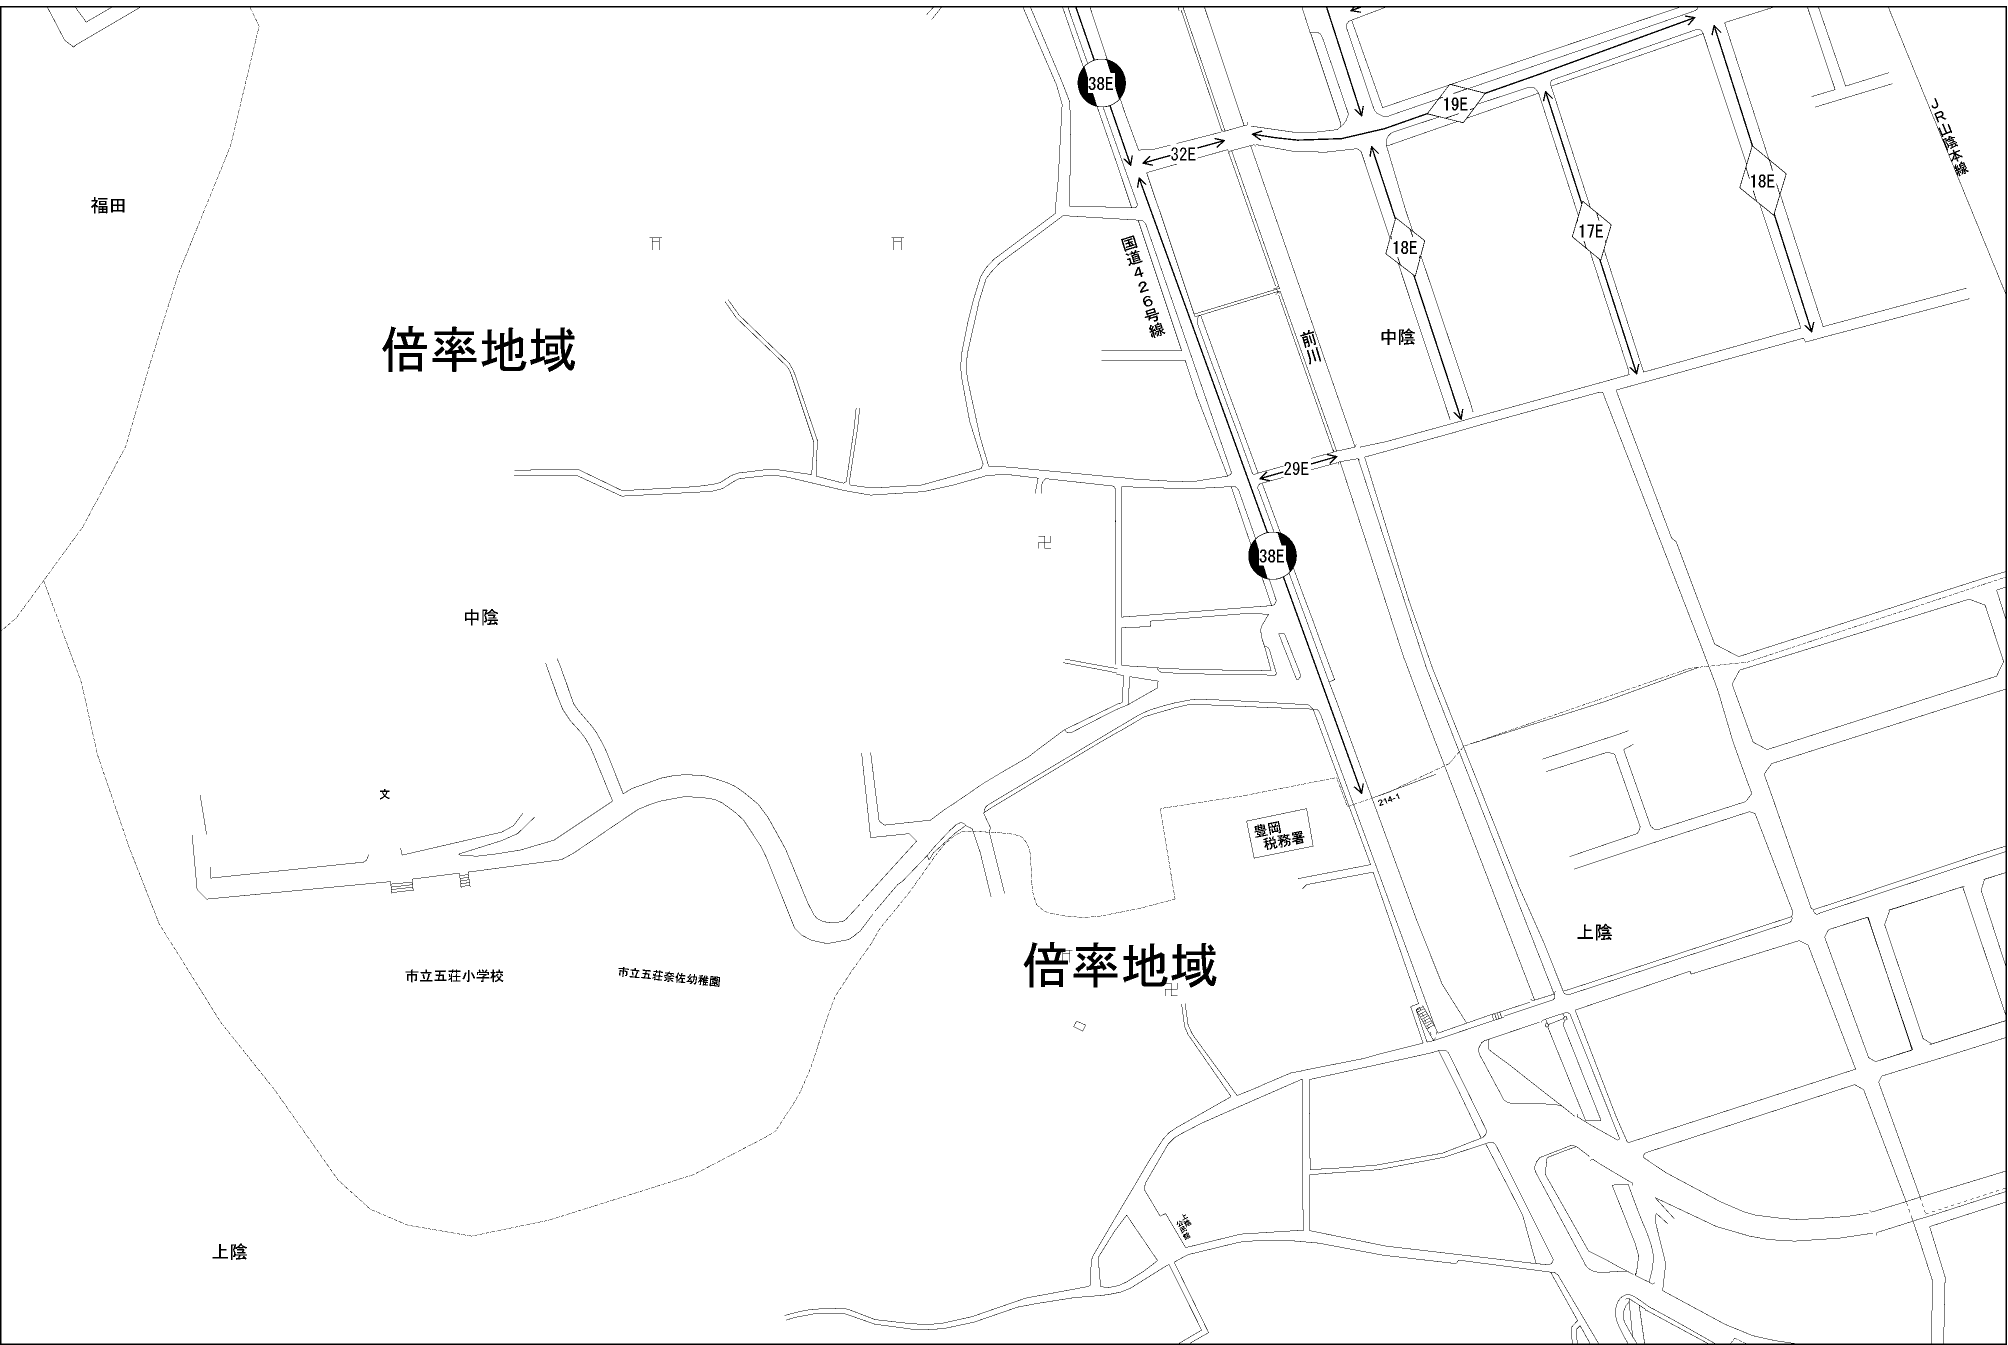 38E
19E
32E
JR山陰本線
18E
福田
17E
18E
国道426号線
倍率地域
前川
中陰
29E
38E
中陰
文
214-1
豊岡
税務署
上陰
倍率地域
市立五荘小学校
市立五荘奈佐幼稚園
上陰